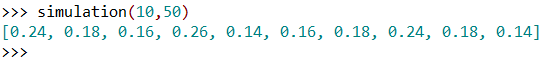 >>> simulation(10,50)
[0.24, 0.18, 0.16, 0.26, 0.14, 0.16, 0.18, 0.24, 0.18, 0.14]
>>>